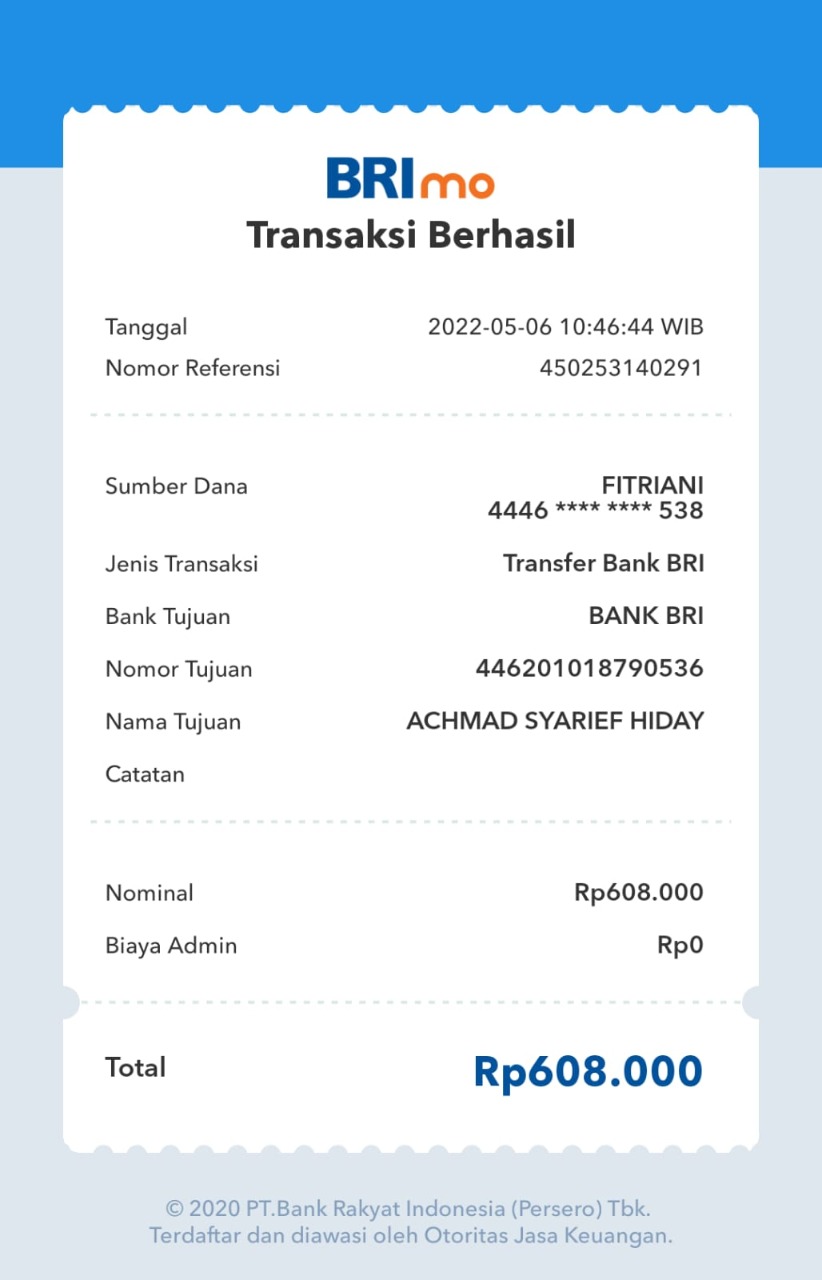 BRImo
Transaksi Berhasil
Tanggal 2022-05-06 10:46:44 WIB
Nomor Referensi 450253140291
Sumber Dana FITRIANI
4446 **** **** 538
Jenis Transaksi Transfer Bank BRI
Bank Tujuan BANK BRI
Nomor Tujuan 446201018790536
Nama Tujuan ACHMAD SYARIEF HIDAY
Catatan
Nominal Rp608.000
Biaya Admin Rp0
Total Rp608.000
© 2020 PT.Bank Rakyat Indonesia (Persero) Tbk.
Terdaftar dan diawasi oleh Otoritas Jasa Keuangan.